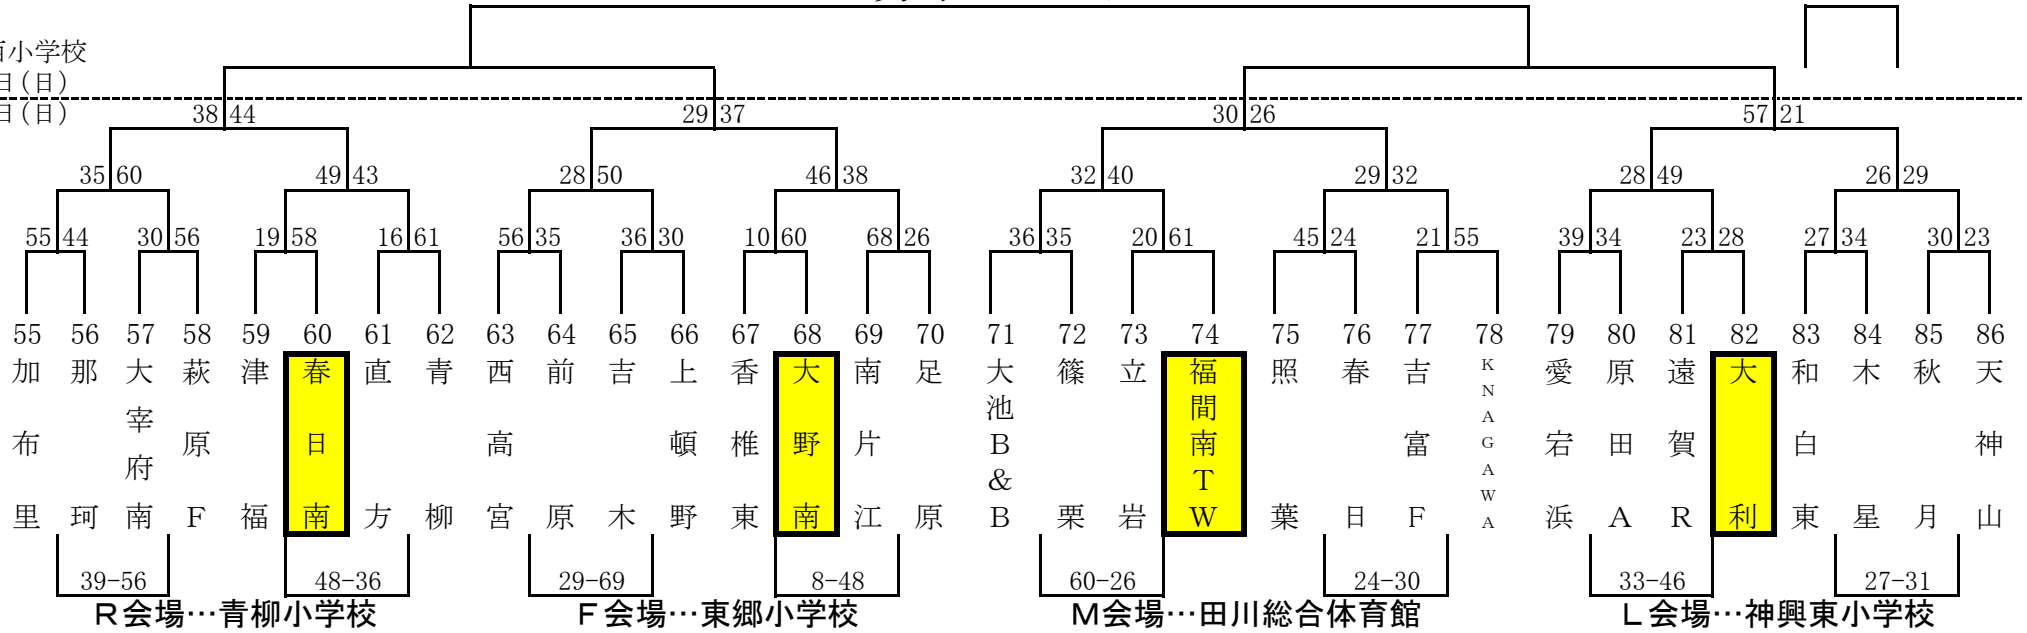 小学校
日(日)
日(日)
38 44 29 37 30 26 57 21
35 60 49 43 28 50 46 38 32 40 29 32 28 49 26 29
55 44 30 56 19 58 16 61 56 35 36 30 10 60 68 26 36 35 20 61 45 24 21 55 39 34 23 28 27 34 30 23
55 56 57 58 59 60 61 62 63 64 65 66 67 68 69 70 71 72 73 74 75 76 77 78 79 80 81 82 83 84 85 86
加布里
那珂
大宰府南
萩原F
津福
春日南
直方
青柳
西高宮
前原
吉木
上頓野
香椎東
大野南
南片江
足原
大池B&B
篠栗
立岩
福間南TW
照葉
春日
吉富F
KNAGAWA
愛宕浜
原田A
遠賀R
大利
和白東
木星
秋月
天神山
39-56 48-36 29-69 8-48 60-26 24-30 33-46 27-31
R会場…青柳小学校 F会場…東郷小学校 M会場…田川総合体育館 L会場…神興東小学校